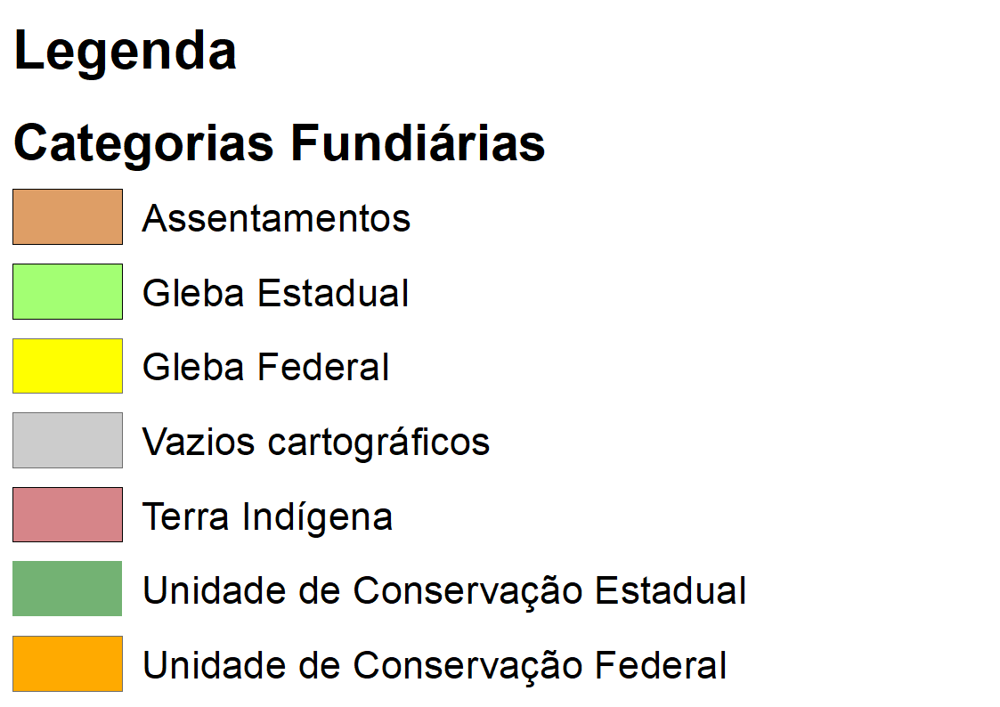 Legenda
Categorias Fundiárias
Assentamentos
Gleba Estadual
Gleba Federal
Vazios cartográficos
Terra Indígena
Unidade de Conservação Estadual
Unidade de Conservação Federal